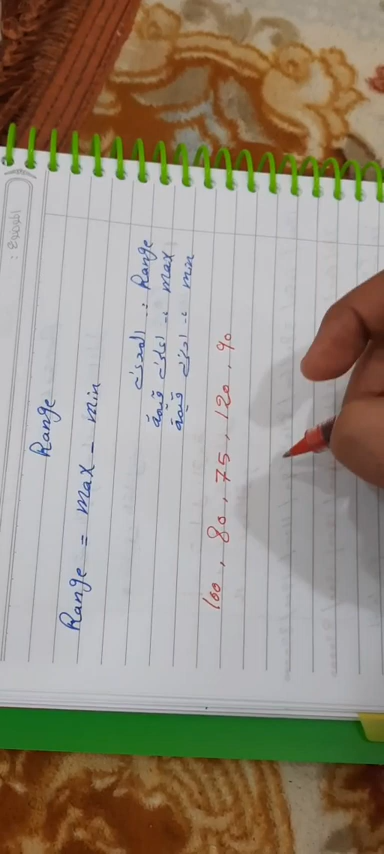 Range
Range = max - min
Range : المدى
max : أعلى قيمة
min : أدنى قيمة
100 , 80 , 75 , 120 , 90